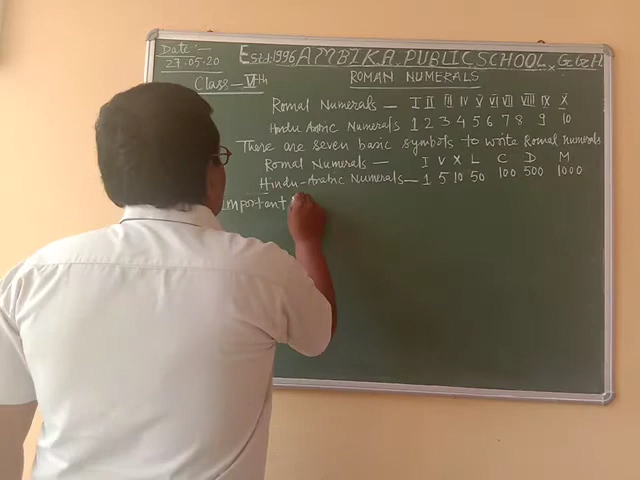 Date:—
27.05.20
Estd. 1996 AMBIKA PUBLIC SCHOOL,
Class—VIth
ROMAN NUMERALS
Romal Numerals — I II III IV V VI VII VIII IX X
Hindu Arabic Numerals 1 2 3 4 5 6 7 8 9 10
There are seven basic symbols to write Romal numerals
Romal Numerals — I V X L C D M
Hindu-Arabic Numerals — 1 5 10 50 100 500 1000
Important